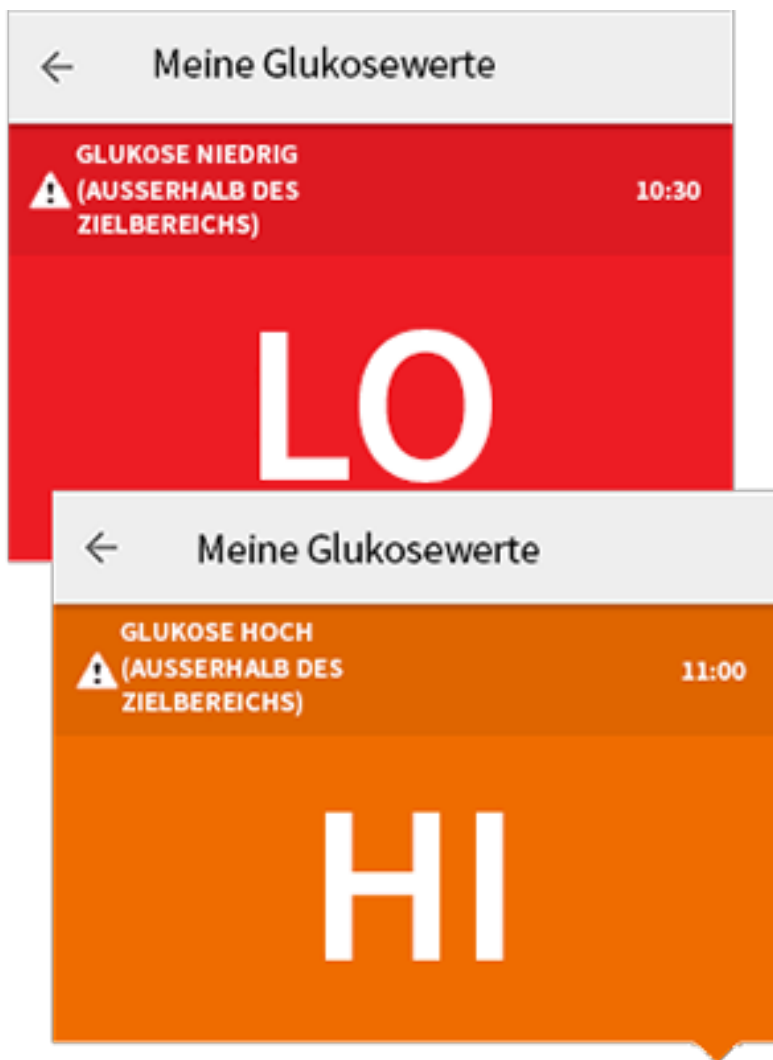 Meine Glukosewerte
GLUKOSE NIEDRIG
(AUSSERHALB DES
ZIELBEREICHS)
10:30
LO
Meine Glukosewerte
GLUKOSE HOCH
(AUSSERHALB DES
ZIELBEREICHS)
11:00
HI